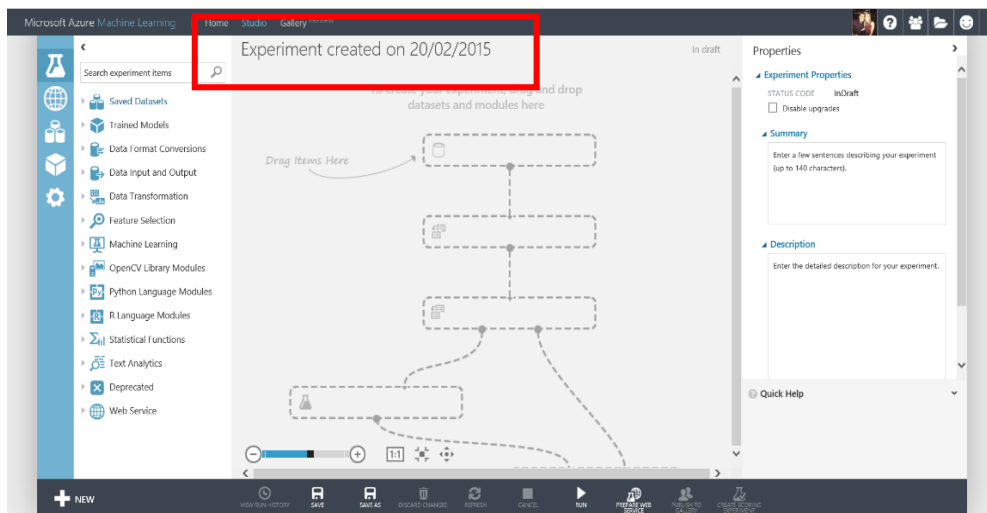 Microsoft Azure Machine Learning Home Studio Gallery
Experiment created on 20/02/2015
In draft
Search experiment items
Saved Datasets
Trained Models
Data Format Conversions
Data Input and Output
Data Transformation
Feature Selection
Machine Learning
OpenCV Library Modules
Python Language Modules
R Language Modules
Statistical Functions
Text Analytics
Deprecated
Web Service
To create your experiment, drag and drop
datasets and modules here
Drag Items Here
1:1
Properties
Experiment Properties
STATUS CODE InDraft
Disable upgrades
Summary
Enter a few sentences describing your experiment
(up to 140 characters).
Description
Enter the detailed description for your experiment.
Quick Help
NEW
VIEW RUN HISTORY
SAVE
SAVE AS
DISCARD CHANGES
REFRESH
CANCEL
RUN
PREPARE WEB
SERVICE
PUBLISH TO
GALLERY
CREATE SCORING
EXPERIMENT